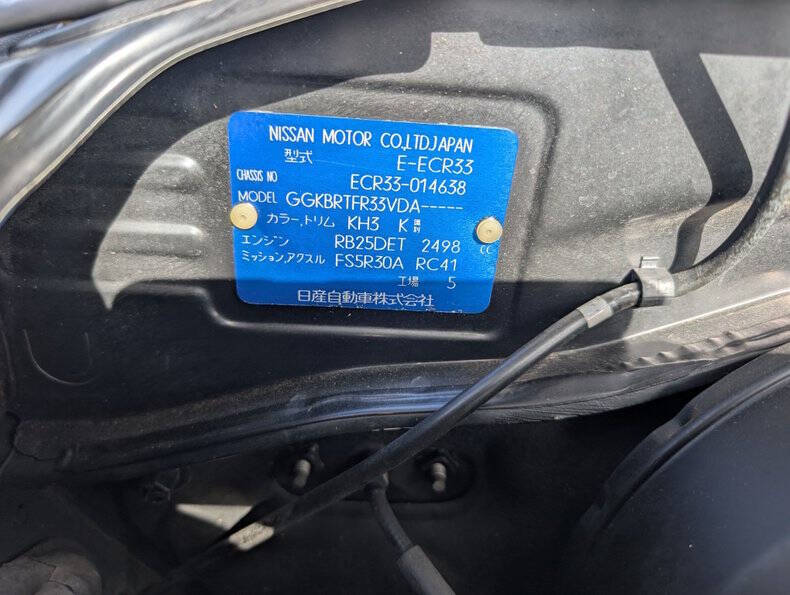 NISSAN MOTOR CO.,LTD.JAPAN
型式 E-ECR33
CHASSIS NO ECR33-014638
MODEL GGKBRTFR33VDA-----
カラー,トリム KH3 K
エンジン RB25DET 2498 cc
ミッション,アクスル FS5R30A RC41
工場 5
日産自動車株式会社